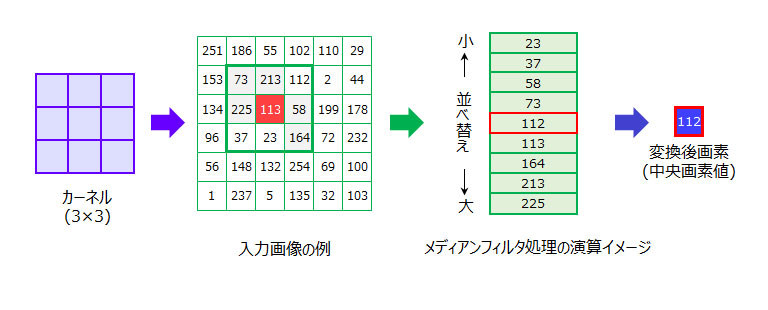 カーネル
(3×3)
251 186 55 102 110 29
153 73 213 112 2 44
134 225 113 58 199 178
96 37 23 164 72 232
56 148 132 254 69 100
1 237 5 135 32 103
入力画像の例
小
並べ替え
大
23
37
58
73
112
113
164
213
225
メディアンフィルタ処理の演算イメージ
112
変換後画素
(中央画素値)